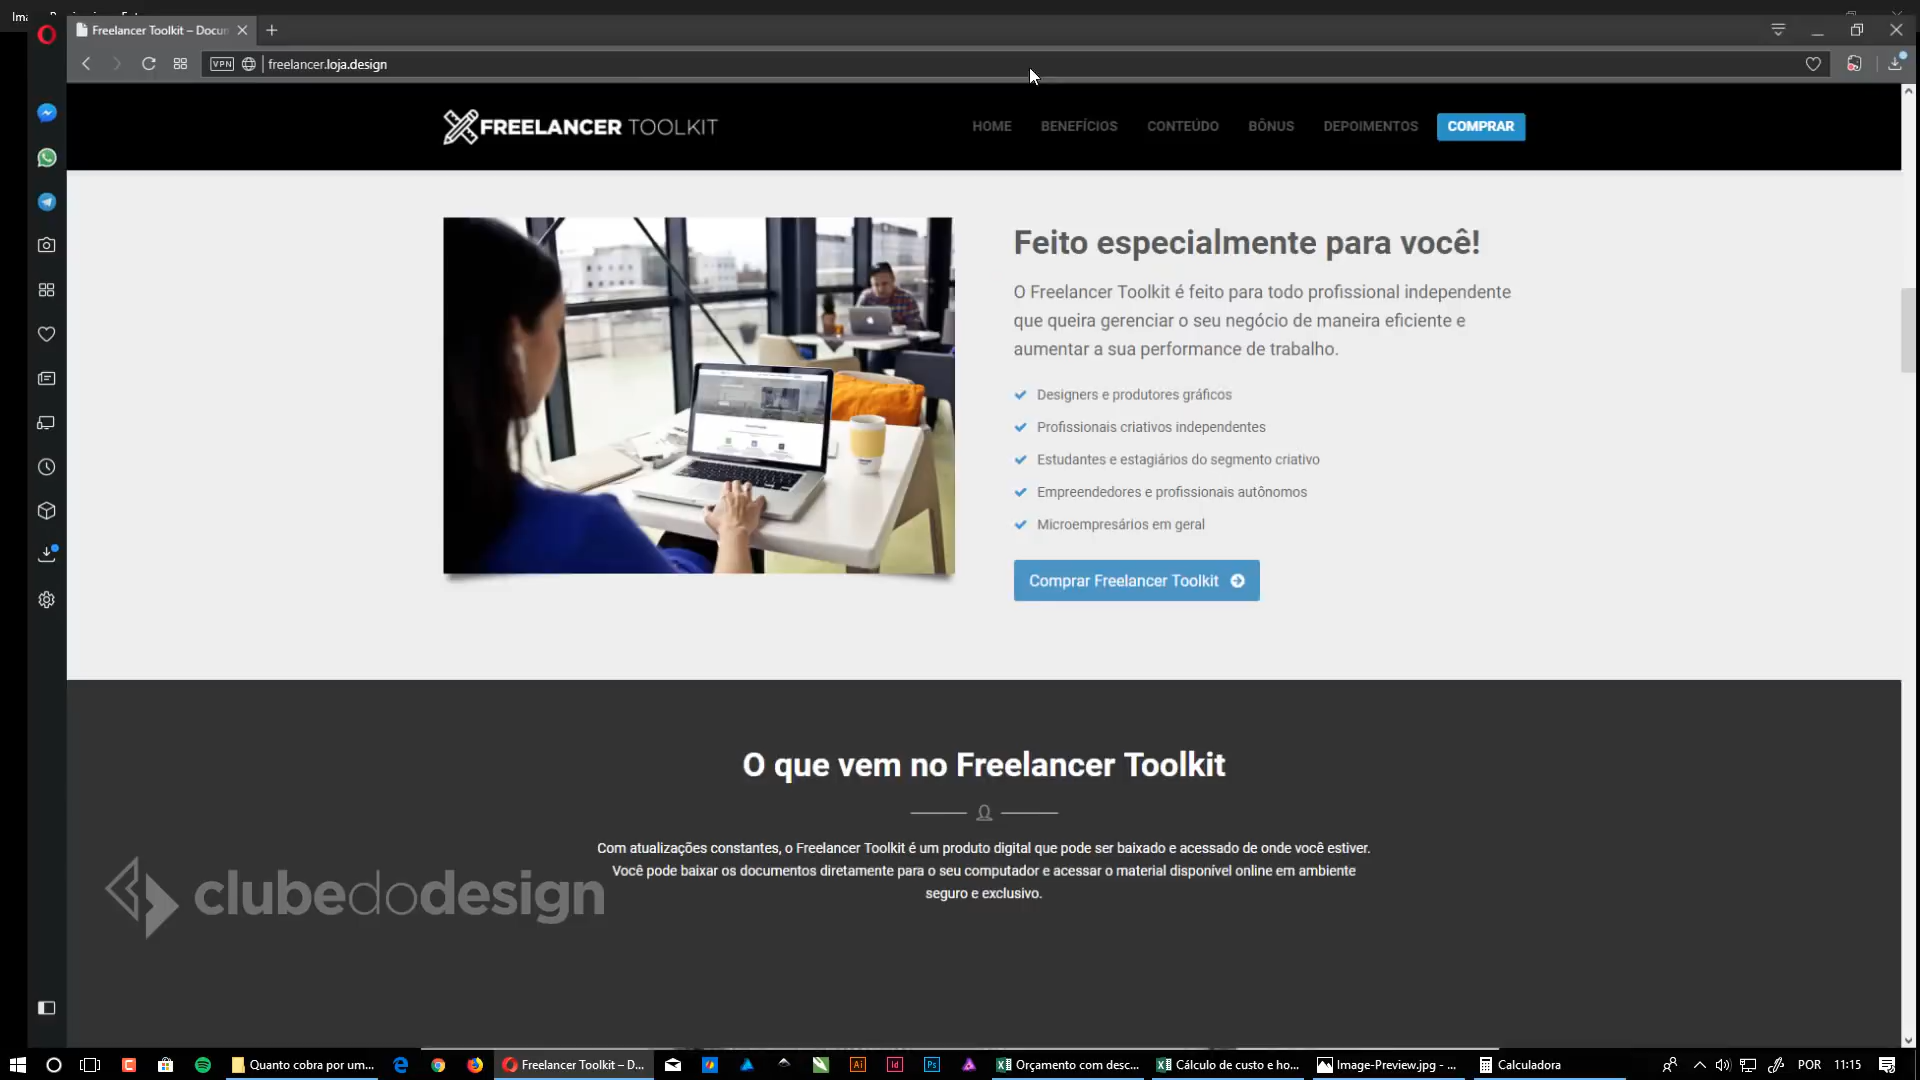 Freelancer Toolkit – Docu
VPN
freelancer.loja.design
FREELANCER TOOLKIT
HOME
BENEFÍCIOS
CONTEÚDO
BÔNUS
DEPOIMENTOS
COMPRAR
Feito especialmente para você!
O Freelancer Toolkit é feito para todo profissional independente
que queira gerenciar o seu negócio de maneira eficiente e
aumentar a sua performance de trabalho.
Designers e produtores gráficos
Profissionais criativos independentes
Estudantes e estagiários do segmento criativo
Empreendedores e profissionais autônomos
Microempresários em geral
Comprar Freelancer Toolkit
O que vem no Freelancer Toolkit
Com atualizações constantes, o Freelancer Toolkit é um produto digital que pode ser baixado e acessado de onde você estiver.
Você pode baixar os documentos diretamente para o seu computador e acessar o material disponível online em ambiente
seguro e exclusivo.
clubedodesign
Quanto cobra por um...
Freelancer Toolkit – D...
Ai
Id
Ps
Orçamento com desc...
Cálculo de custo e ho...
Image-Preview.jpg - ...
Calculadora
POR
11:15